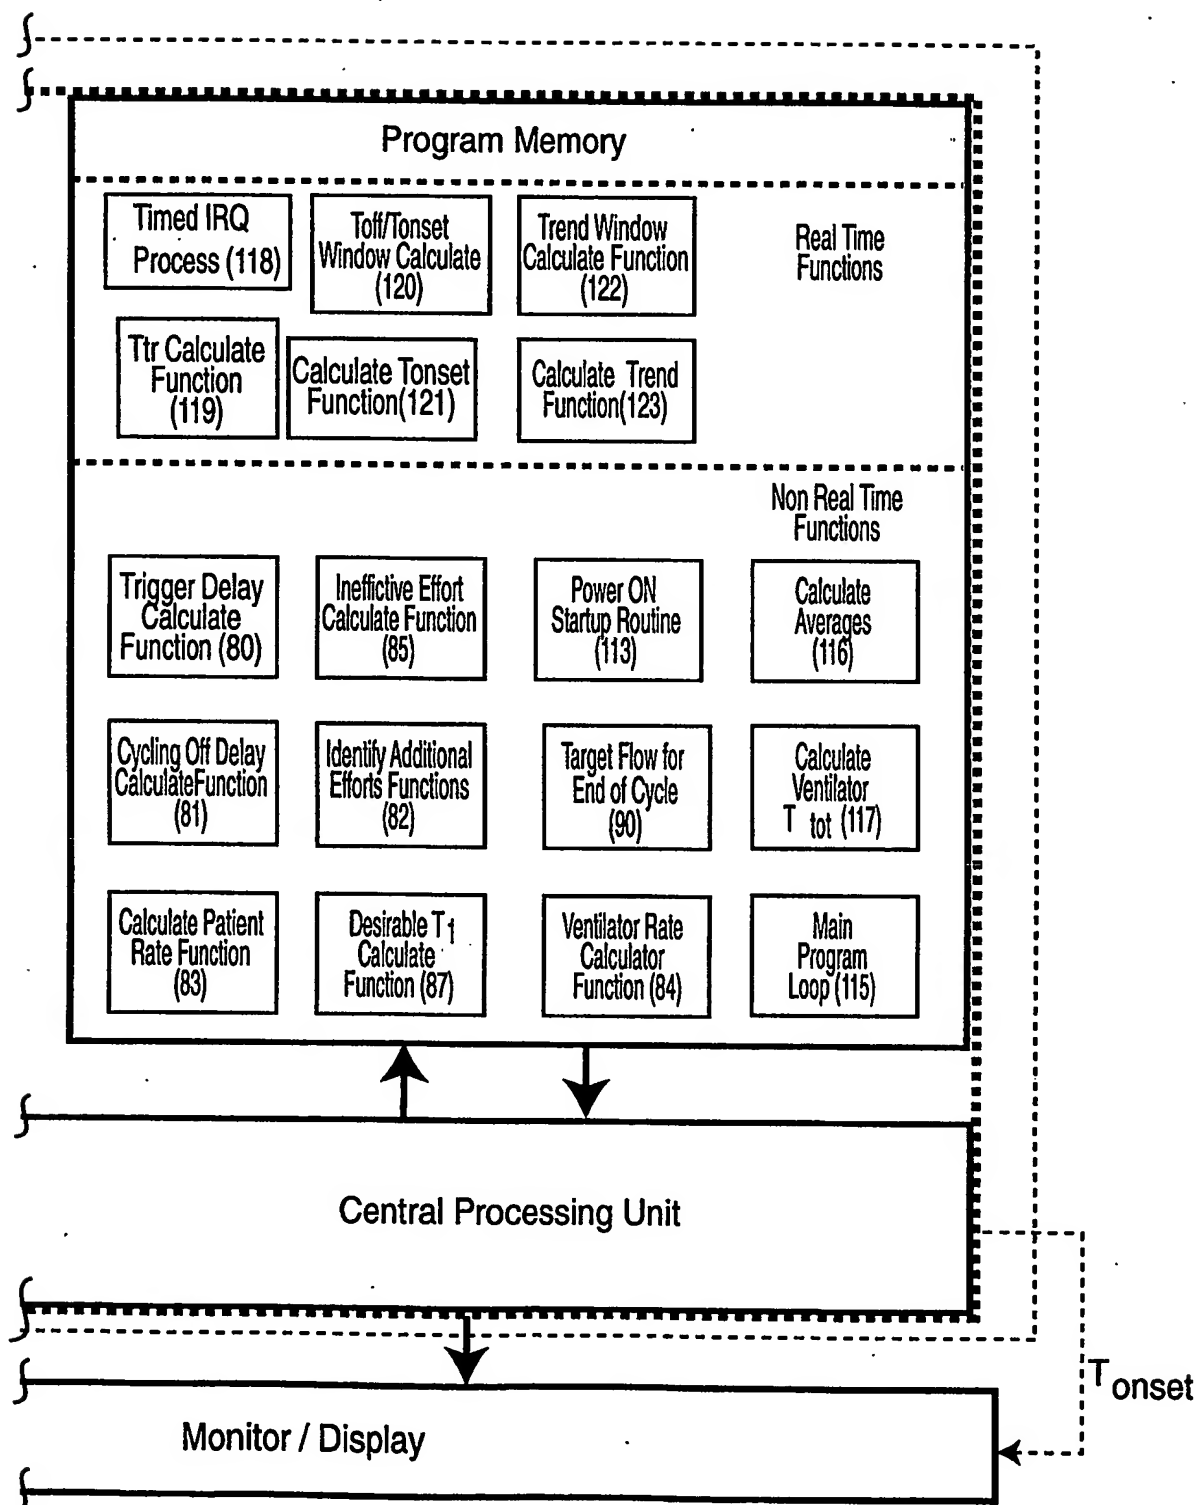 Program Memory
Timed IRQ
Process (118)
Toff/Tonset
Window Calculate
(120)
Trend Window
Calculate Function
(122)
Real Time
Functions
Ttr Calculate
Function
(119)
Calculate Tonset
Function(121)
Calculate Trend
Function(123)
Non Real Time
Functions
Trigger Delay
Calculate
Function (80)
Ineffictive Effort
Calculate Function
(85)
Power ON
Startup Routine
(113)
Calculate
Averages
(116)
Cycling Off Delay
CalculateFunction
(81)
Identify Additional
Efforts Functions
(82)
Target Flow for
End of Cycle
(90)
Calculate
Ventilator
T tot (117)
Calculate Patient
Rate Function
(83)
Desirable T1
Calculate
Function (87)
Ventilator Rate
Calculator
Function (84)
Main
Program
Loop (115)
Central Processing Unit
Tonset
Monitor / Display